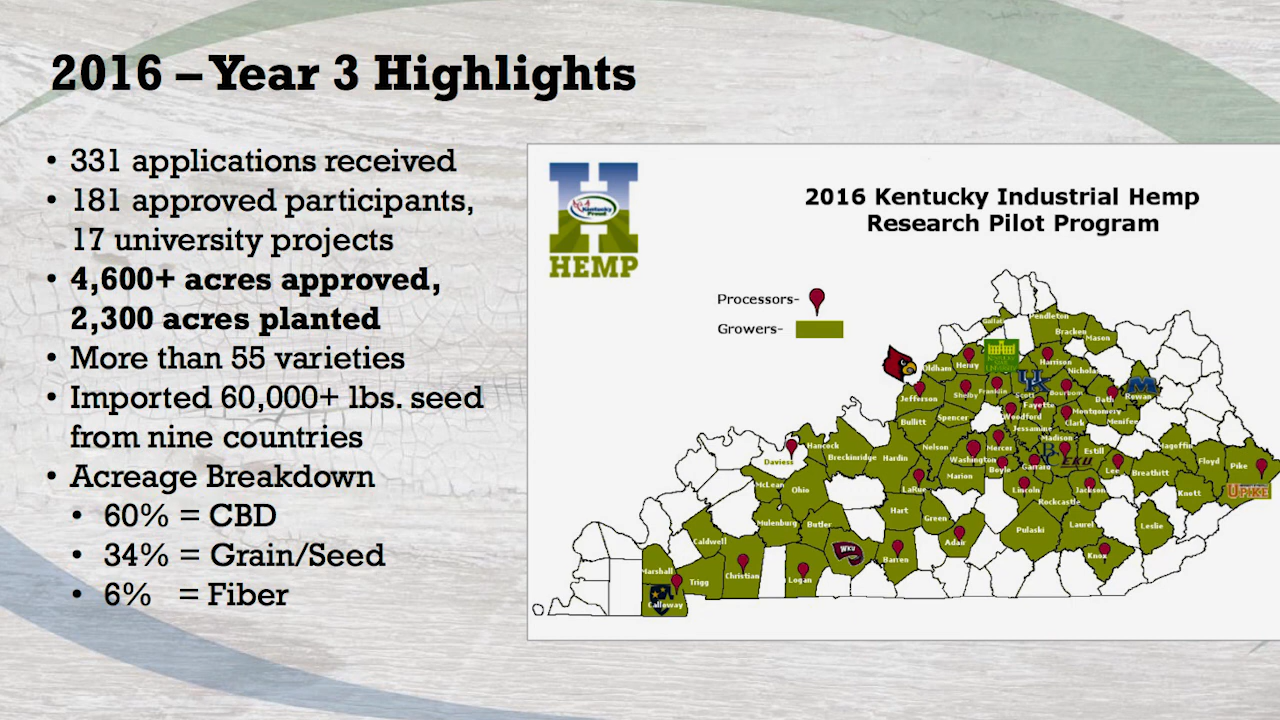 2016 – Year 3 Highlights
• 331 applications received
• 181 approved participants,
17 university projects
• 4,600+ acres approved,
2,300 acres planted
• More than 55 varieties
• Imported 60,000+ lbs. seed
from nine countries
• Acreage Breakdown
• 60% = CBD
• 34% = Grain/Seed
• 6% = Fiber
Kentucky
Proud
HEMP
2016 Kentucky Industrial Hemp
Research Pilot Program
Processors-
Growers-
Pendleton
Bracken
Mason
Oldham
Henry
Harrison
Nichola
Shelby
Franklin
Scott
UK
Bourbon
Bath
Rowan
M
Jefferson
Fayette
Montgomery
Bullitt
Spencer
Woodford
Clark
Menifee
Jessamine
Hancock
Nelson
Mercer
Madison
Estill
Mageffin
Daviess
Breckinridge
Hardin
Washington
EKU
Floyd
Pike
Boyle
Garrard
Lee
Breathitt
Marion
McLean
Ohio
LaRue
Lincoln
Jackson
Knott
UPIKE
Rockcastle
Hart
Green
Mulenburg
Butler
Pulaski
Laurel
Leslie
Caldwell
Adair
WKU
Barren
Knox
Marshall
Trigg
Christian
Logan
Calloway